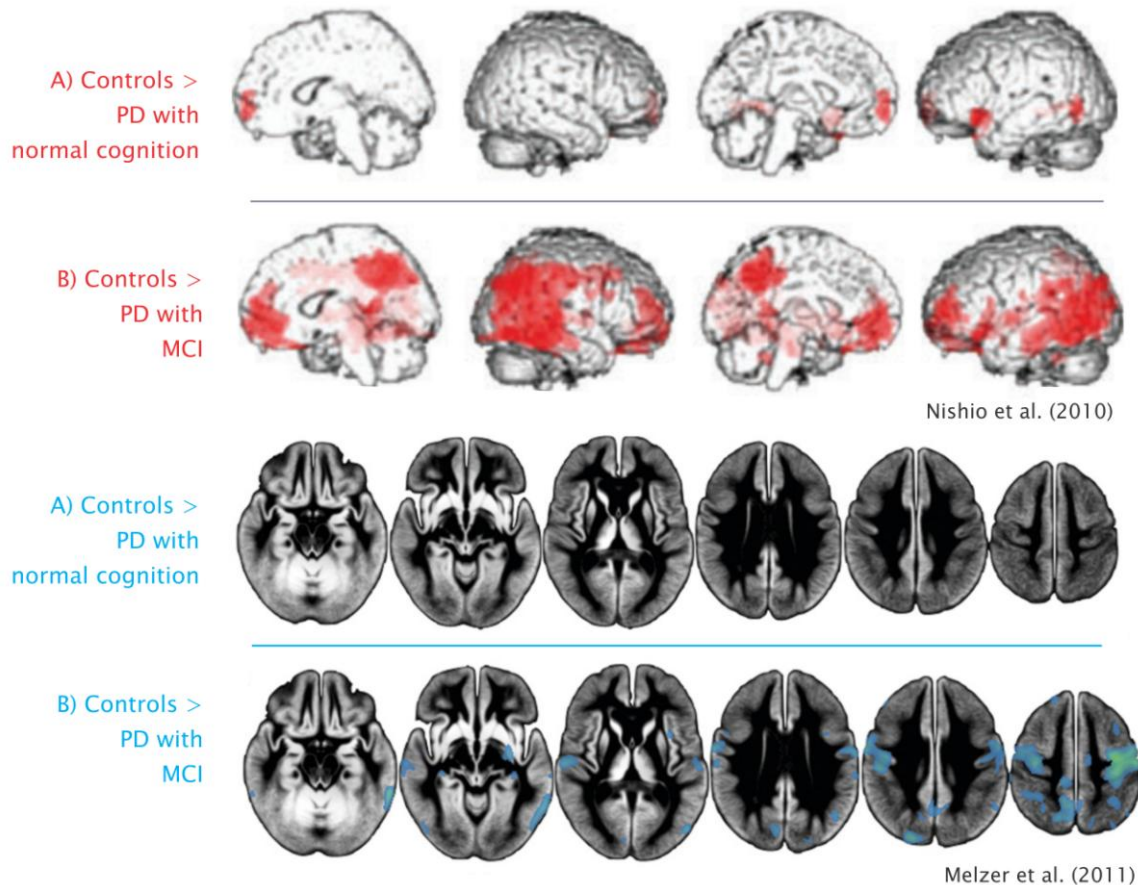 A) Controls >
PD with
normal cognition
B) Controls >
PD with
MCI
Nishio et al. (2010)
A) Controls >
PD with
normal cognition
B) Controls >
PD with
MCI
Melzer et al. (2011)